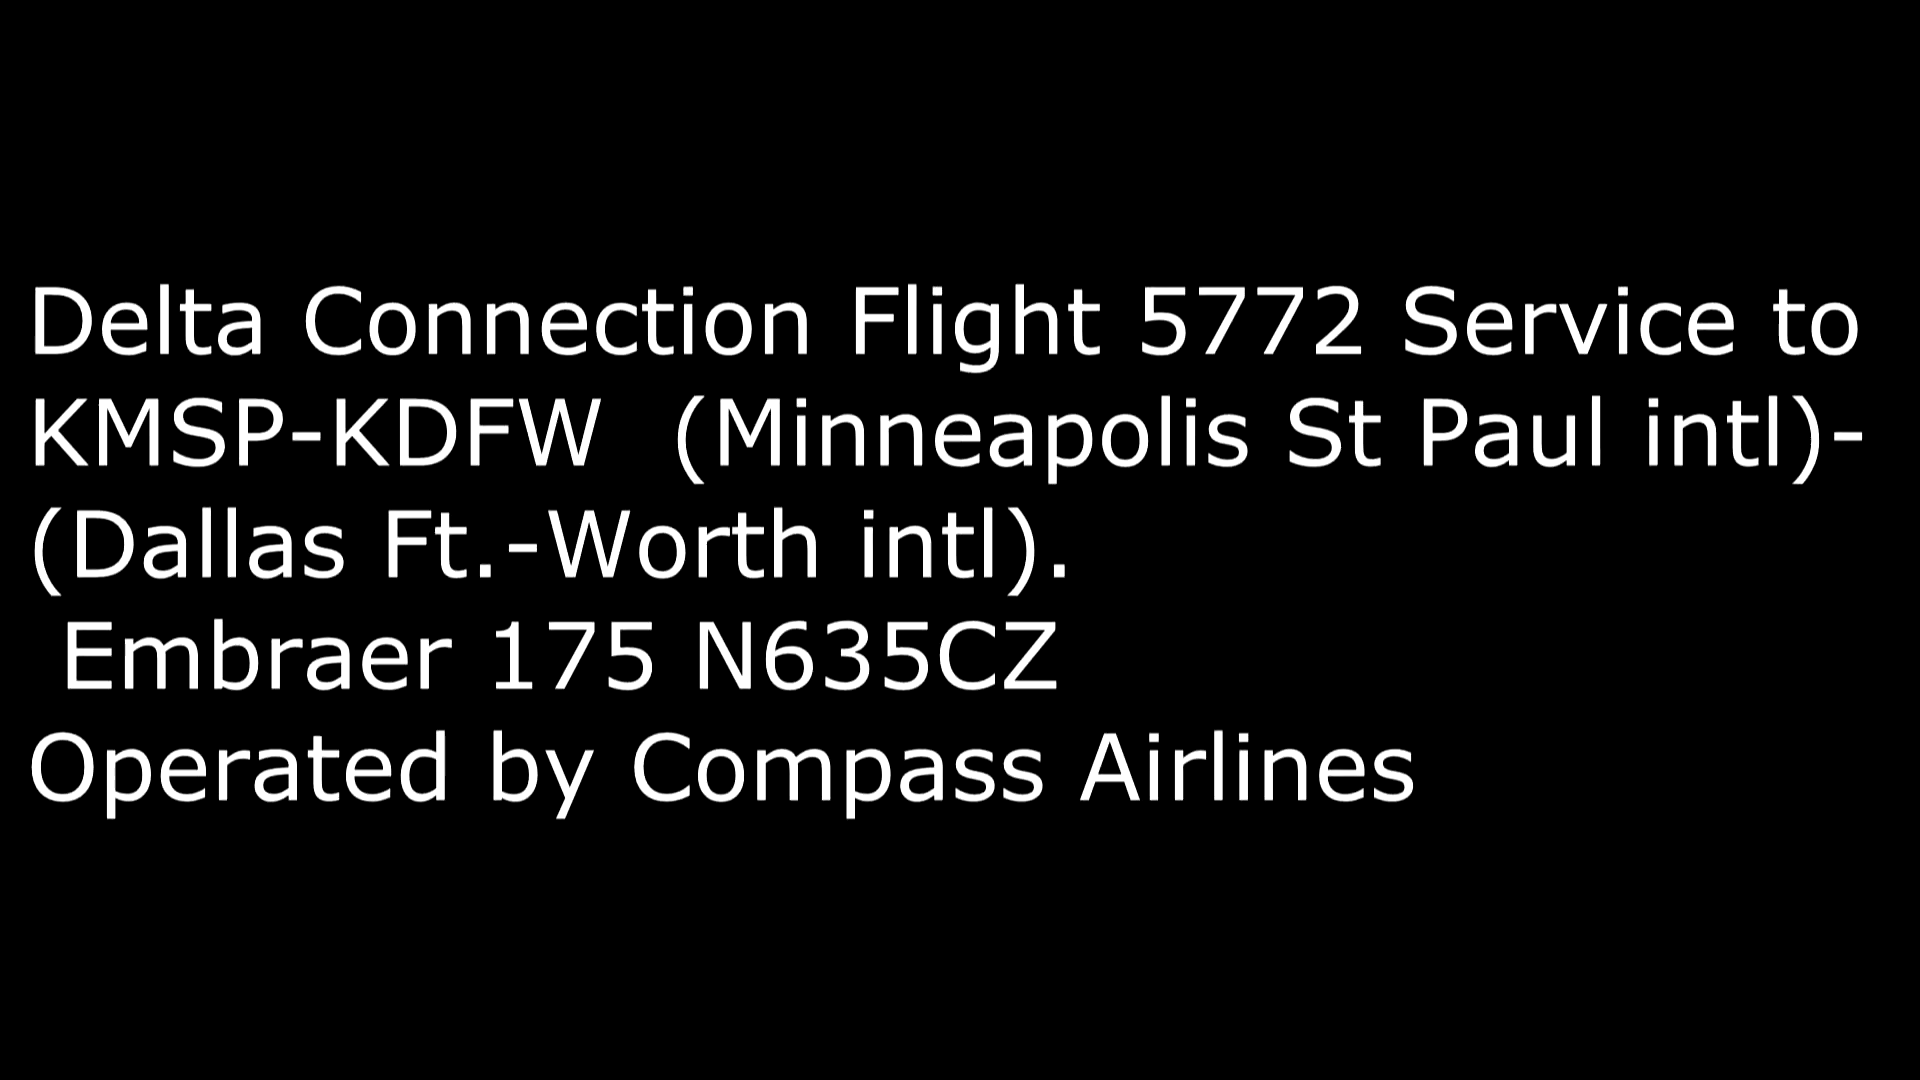 Delta Connection Flight 5772 Service to
KMSP-KDFW  (Minneapolis St Paul intl)-
(Dallas Ft.-Worth intl).
Embraer 175 N635CZ
Operated by Compass Airlines